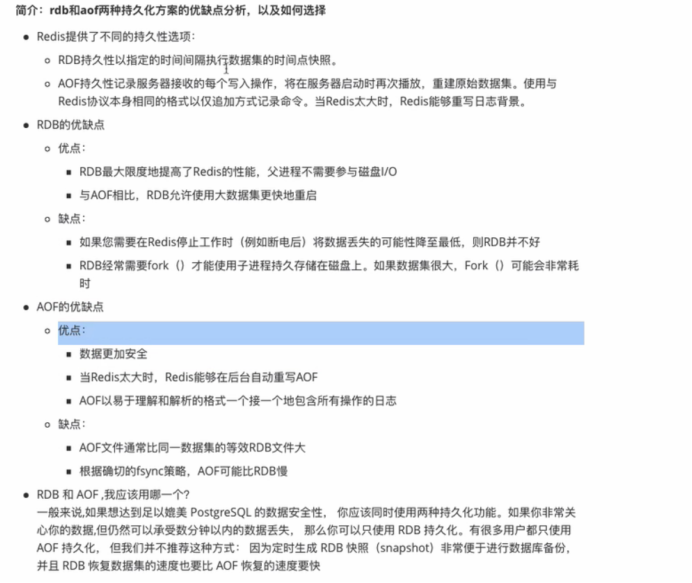 简介：rdb和aof两种持久化方案的优缺点分析，以及如何选择
Redis提供了不同的持久性选项：
RDB持久性以指定的时间间隔执行数据集的时间点快照。
AOF持久性记录服务器接收的每个写入操作，将在服务器启动时再次播放，重建原始数据集。使用与
Redis协议本身相同的格式以仅追加方式记录命令。当Redis太大时，Redis能够重写日志背景。
RDB的优缺点
优点：
RDB最大限度地提高了Redis的性能，父进程不需要参与磁盘I/O
与AOF相比，RDB允许使用大数据集更快地重启
缺点：
如果您需要在Redis停止工作时（例如断电后）将数据丢失的可能性降至最低，则RDB并不好
RDB经常需要fork（）才能使用子进程持久存储在磁盘上。如果数据集很大，Fork（）可能会非常耗
时
AOF的优缺点
优点：
数据更加安全
当Redis太大时，Redis能够在后台自动重写AOF
AOF以易于理解和解析的格式一个接一个地包含所有操作的日志
缺点：
AOF文件通常比同一数据集的等效RDB文件大
根据确切的fsync策略，AOF可能比RDB慢
RDB 和 AOF ,我应该用哪一个？
一般来说,如果想达到足以媲美 PostgreSQL 的数据安全性， 你应该同时使用两种持久化功能。如果你非常关
心你的数据,但仍然可以承受数分钟以内的数据丢失， 那么你可以只使用 RDB 持久化。有很多用户都只使用
AOF 持久化， 但我们并不推荐这种方式： 因为定时生成 RDB 快照（snapshot）非常便于进行数据库备份，
并且 RDB 恢复数据集的速度也要比 AOF 恢复的速度要快